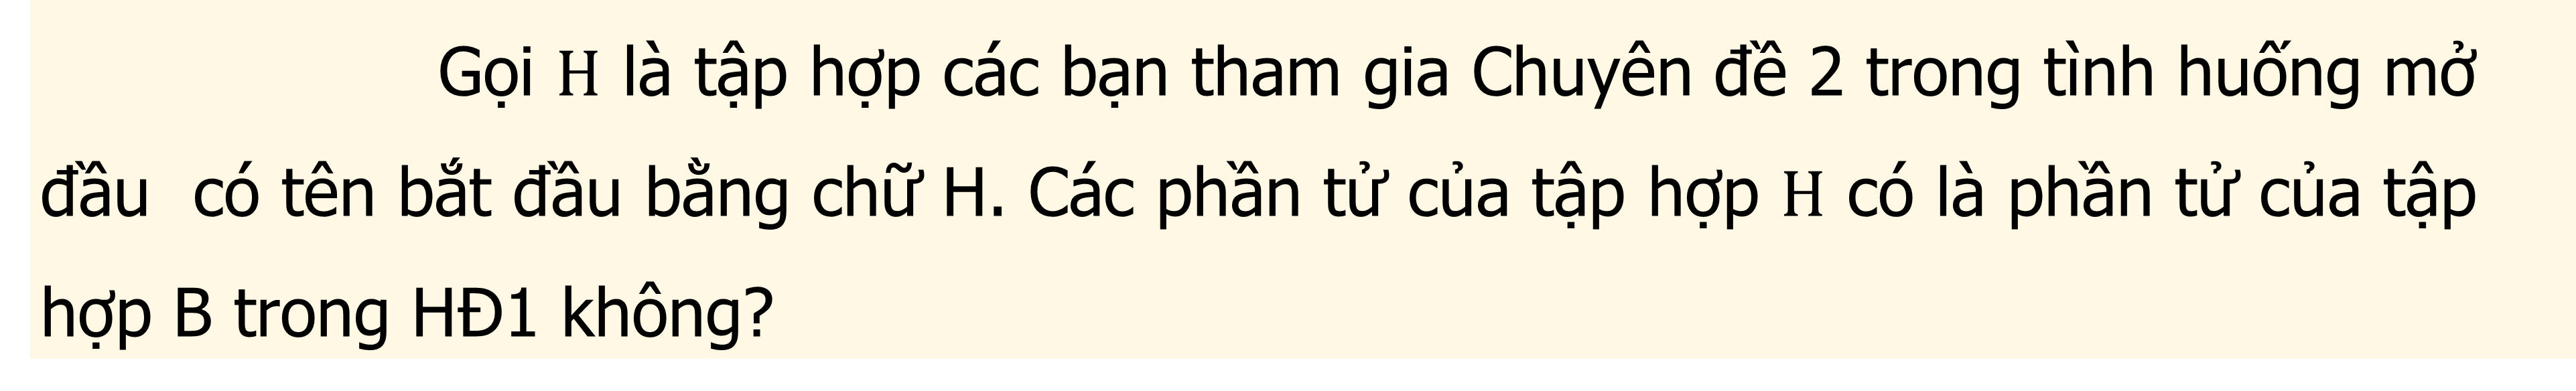 Gọi H là tập hợp các bạn tham gia Chuyên đề 2 trong tình huống mở
đầu có tên bắt đầu bằng chữ H. Các phần tử của tập hợp H có là phần tử của tập
hợp B trong HĐ1 không?